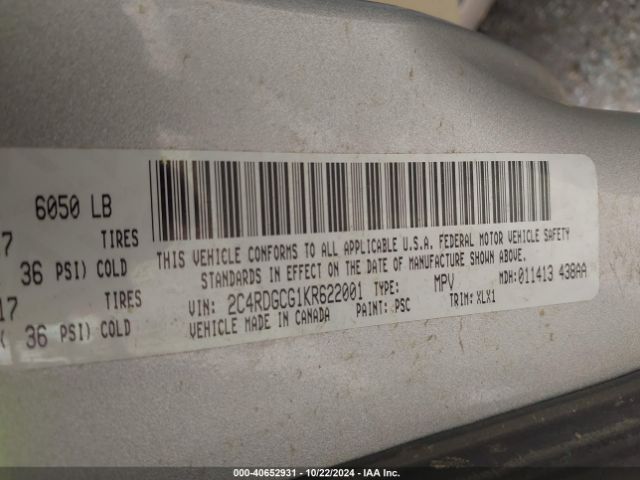 6050 LB
7 TIRES
36 PSI) COLD
17 TIRES
( 36 PSI) COLD
THIS VEHICLE CONFORMS TO ALL APPLICABLE U.S.A. FEDERAL MOTOR VEHICLE SAFETY
STANDARDS IN EFFECT ON THE DATE OF MANUFACTURE SHOWN ABOVE.
VIN: 2C4RDGCG1KR622001 TYPE: MPV MDH:011413 438AA
VEHICLE MADE IN CANADA PAINT: PSC TRIM: XLX1
000-40652931 - 10/22/2024 - IAA Inc.